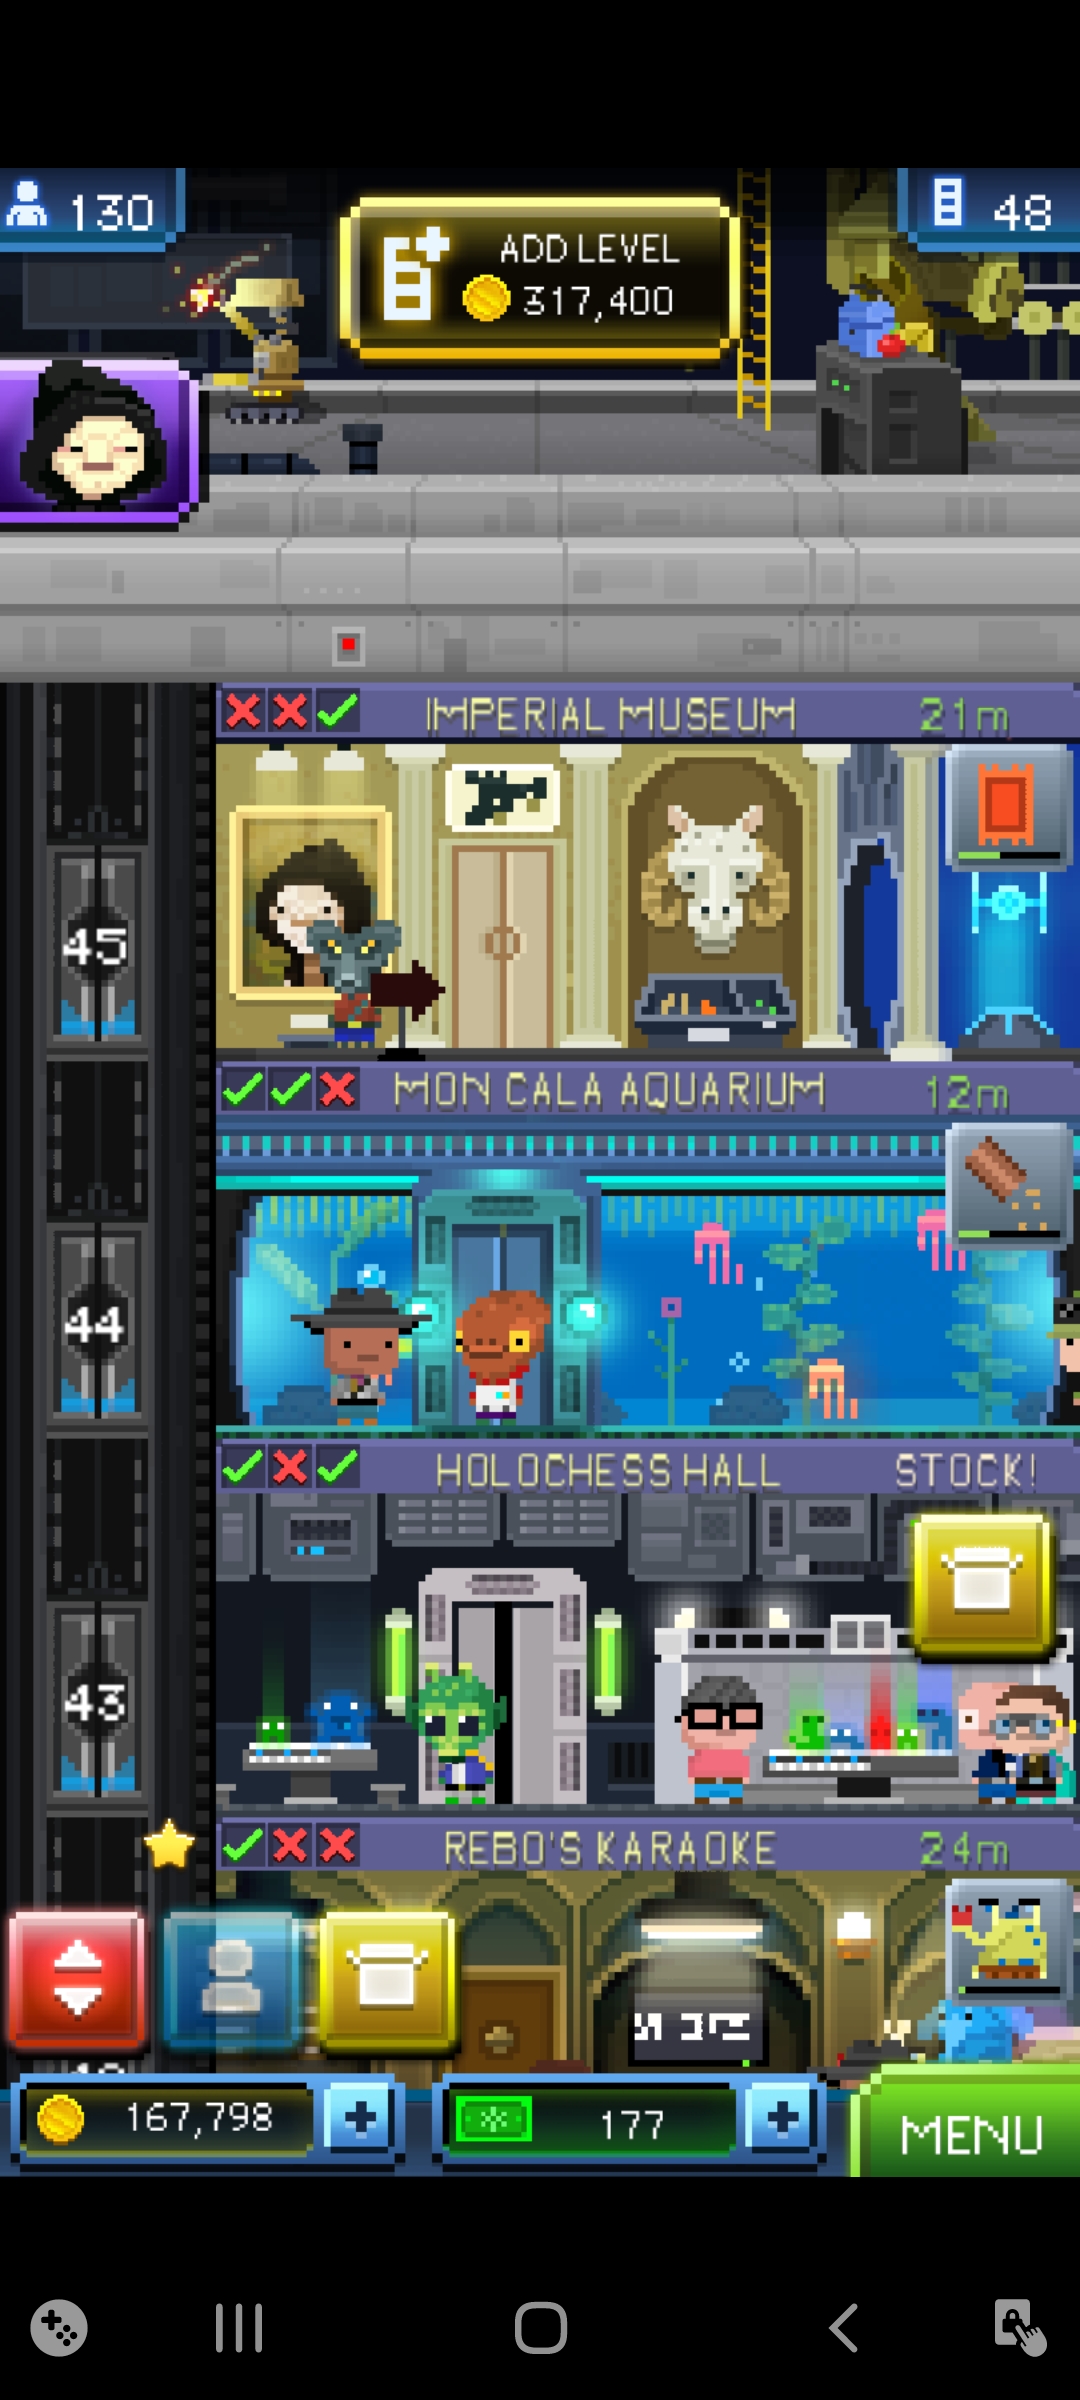 130
ADD LEVEL
317,400
48
IMPERIAL MUSEUM 21m
45
MON CALA AQUARIUM 12m
44
HOLOCHESS HALL STOCK!
43
REBO'S KARAOKE 24m
167,798
177
MENU